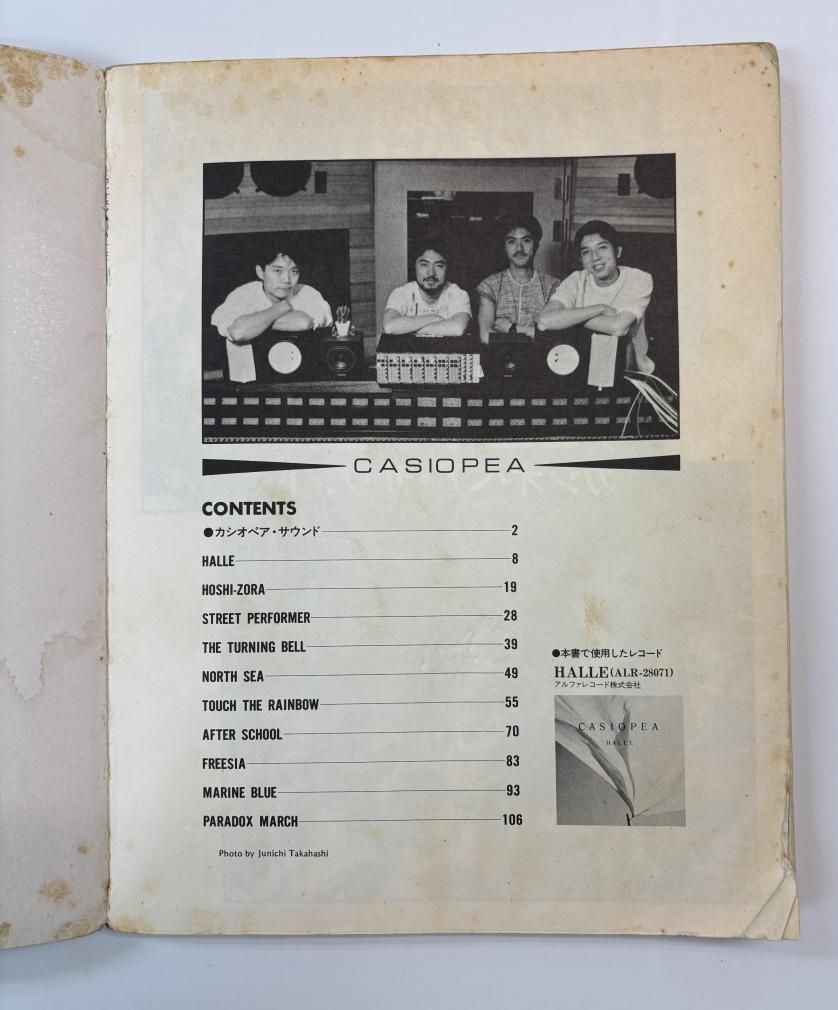 CASIOPEA
CONTENTS
●カシオペア・サウンド 2
HALLE 8
HOSHI-ZORA 19
STREET PERFORMER 28
THE TURNING BELL 39
NORTH SEA 49
TOUCH THE RAINBOW 55
AFTER SCHOOL 70
FREESIA 83
MARINE BLUE 93
PARADOX MARCH 106
Photo by Junichi Takahashi
●本書で使用したレコード
HALLE(ALR-28071)
アルファレコード株式会社
CASIOPEA
HALLE